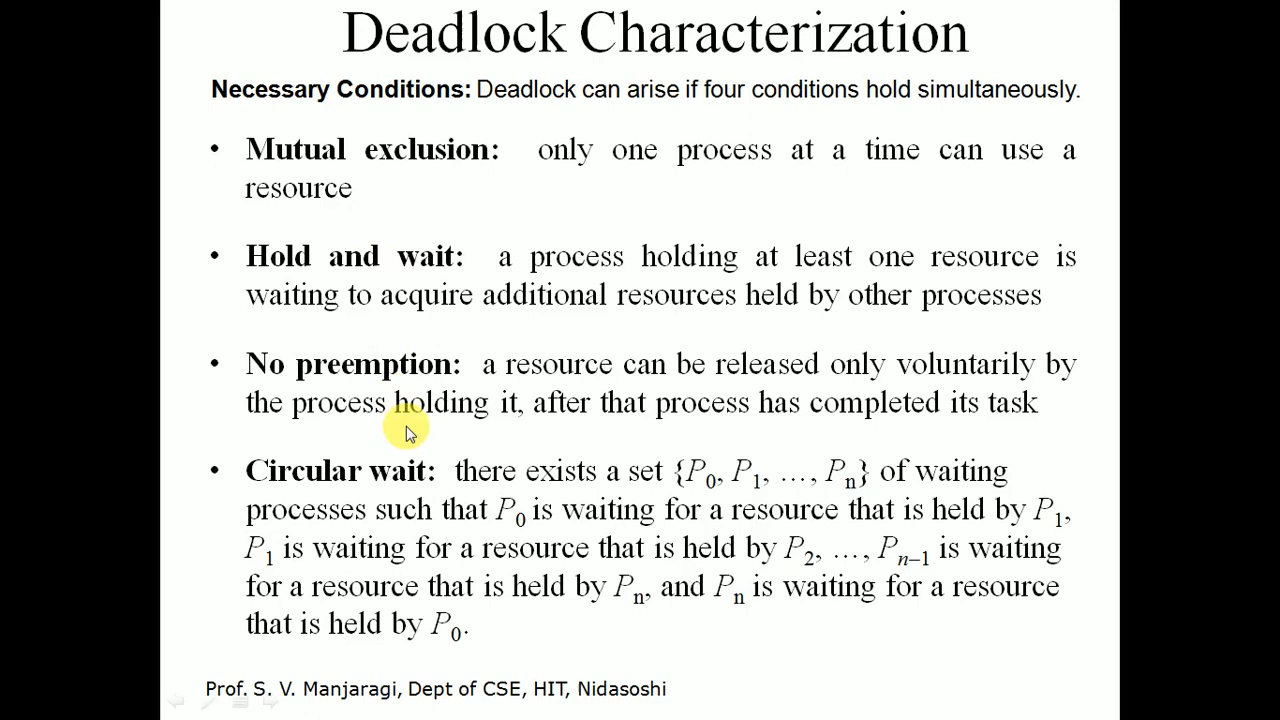 Deadlock Characterization
Necessary Conditions: Deadlock can arise if four conditions hold simultaneously.
• Mutual exclusion: only one process at a time can use a
resource
• Hold and wait: a process holding at least one resource is
waiting to acquire additional resources held by other processes
• No preemption: a resource can be released only voluntarily by
the process holding it, after that process has completed its task
• Circular wait: there exists a set {P0, P1, …, Pn} of waiting
processes such that P0 is waiting for a resource that is held by P1,
P1 is waiting for a resource that is held by P2, …, Pn–1 is waiting
for a resource that is held by Pn, and Pn is waiting for a resource
that is held by P0.
Prof. S. V. Manjaragi, Dept of CSE, HIT, Nidasoshi